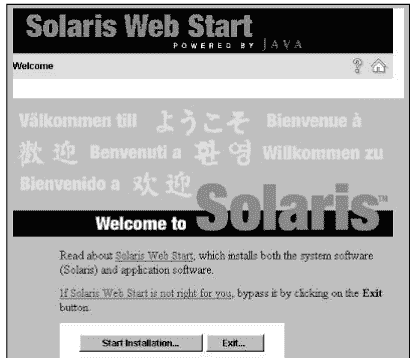 Solaris Web Start
POWERED BY JAVA
Welcome
Välkommen till ようこそ Bienvenue à
歡迎 Benvenuti a 환영 Willkommen zu
Bienvenido a 欢迎
Welcome to Solaris™
Read about Solaris Web Start, which installs both the system software
(Solaris) and application software.
If Solaris Web Start is not right for you, bypass it by clicking on the Exit
button.
Start Installation... Exit...